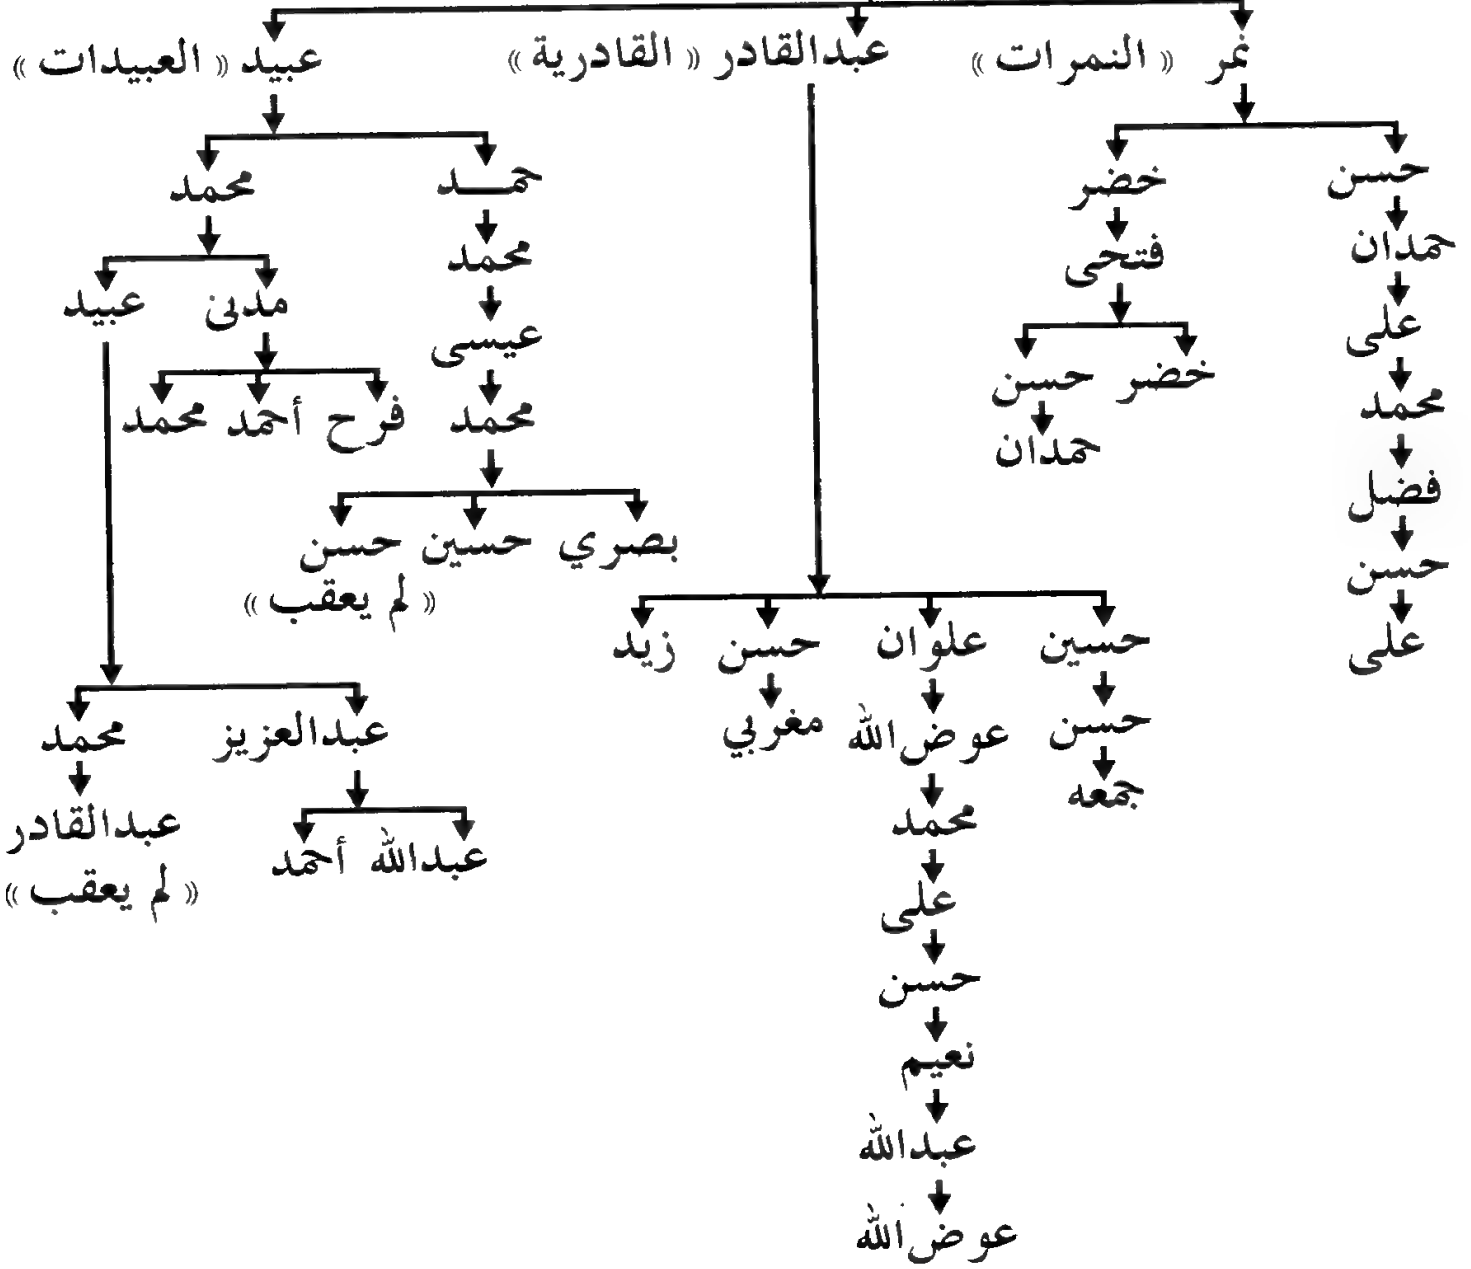 نمر « النمرات » عبدالقادر « القادرية » عبيد « العبيدات »
حسن خضر حمـد محمد
حمدان فتحى محمد مدنى عبيد
على خضر حسن عيسى
محمد حمدان محمد فرح أحمد محمد
فضل بصري حسين حسن
حسن « لم يعقب »
على حسين علوان حسن زيد
حسن عوض الله مغربي عبدالعزيز محمد
جمعه محمد عبدالله أحمد عبدالقادر
على « لم يعقب »
حسن
نعيم
عبدالله
عوض الله